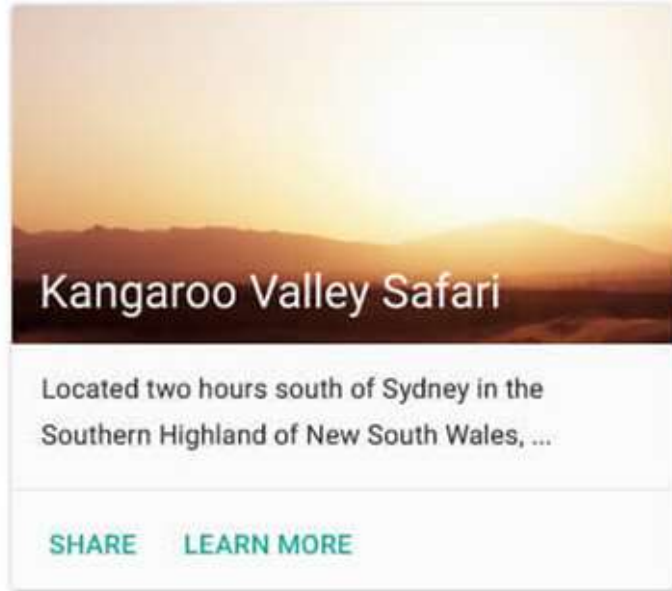 Kangaroo Valley Safari
Located two hours south of Sydney in the
Southern Highland of New South Wales, ...
SHARE LEARN MORE